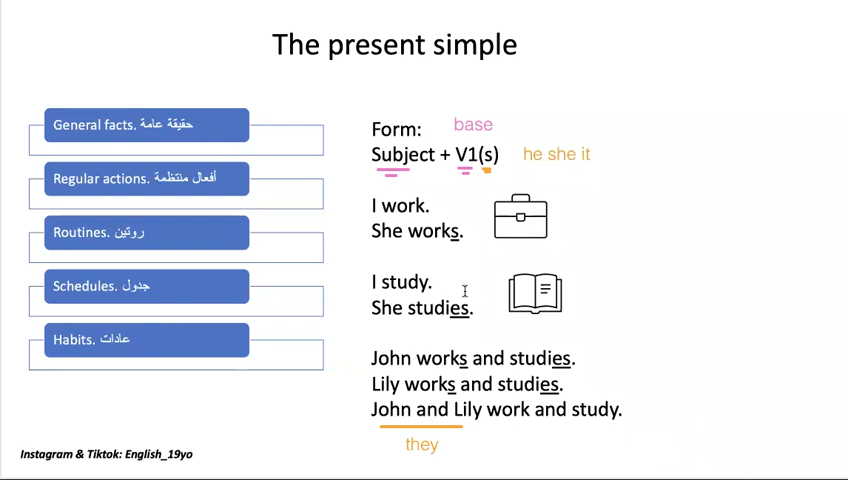 The present simple
General facts. حقيقة عامة
Regular actions. أفعال منتظمة
Routines. روتين
Schedules. جدول
Habits. عادات
Form:
base
Subject + V1(s)
he she it
I work.
She works.
I study.
She studies.
John works and studies.
Lily works and studies.
John and Lily work and study.
they
Instagram & Tiktok: English_19yo